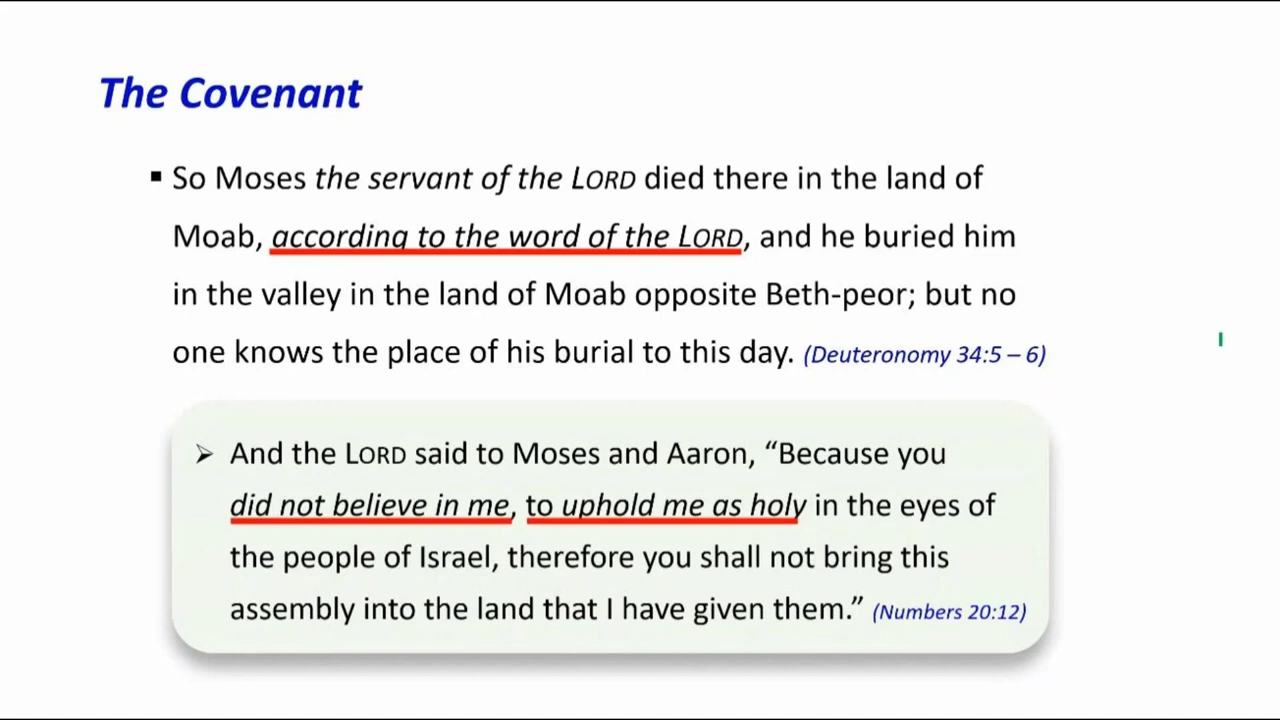 The Covenant
▪ So Moses the servant of the LORD died there in the land of
Moab, according to the word of the LORD, and he buried him
in the valley in the land of Moab opposite Beth-peor; but no
one knows the place of his burial to this day. (Deuteronomy 34:5 – 6)
➢ And the LORD said to Moses and Aaron, “Because you
did not believe in me, to uphold me as holy in the eyes of
the people of Israel, therefore you shall not bring this
assembly into the land that I have given them.” (Numbers 20:12)